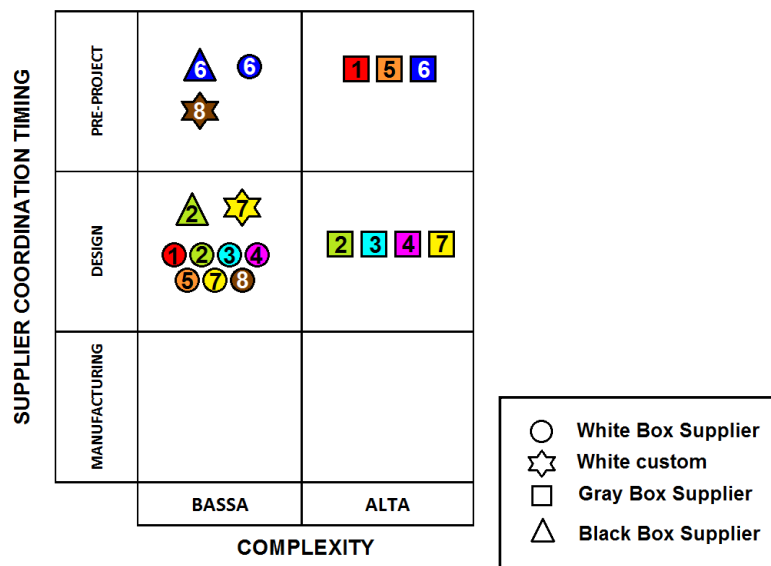 SUPPLIER COORDINATION TIMING
PRE-PROJECT
6 6
8
1 5 6
DESIGN
2 7
1 2 3 4
5 7 8
2 3 4 7
MANUFACTURING
BASSA ALTA
COMPLEXITY
White Box Supplier
White custom
Gray Box Supplier
Black Box Supplier